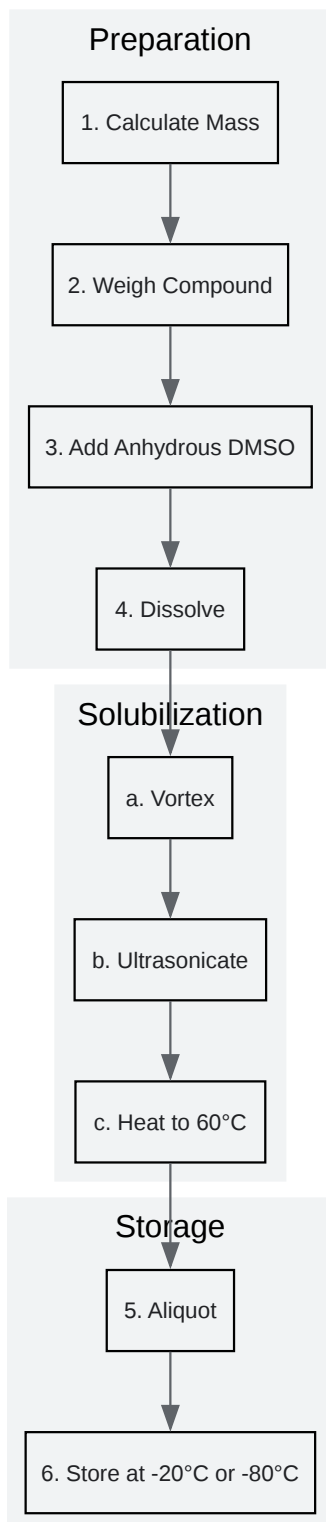 Preparation
1. Calculate Mass
2. Weigh Compound
3. Add Anhydrous DMSO
4. Dissolve
Solubilization
a. Vortex
b. Ultrasonicate
c. Heat to 60°C
Storage
5. Aliquot
6. Store at -20°C or -80°C